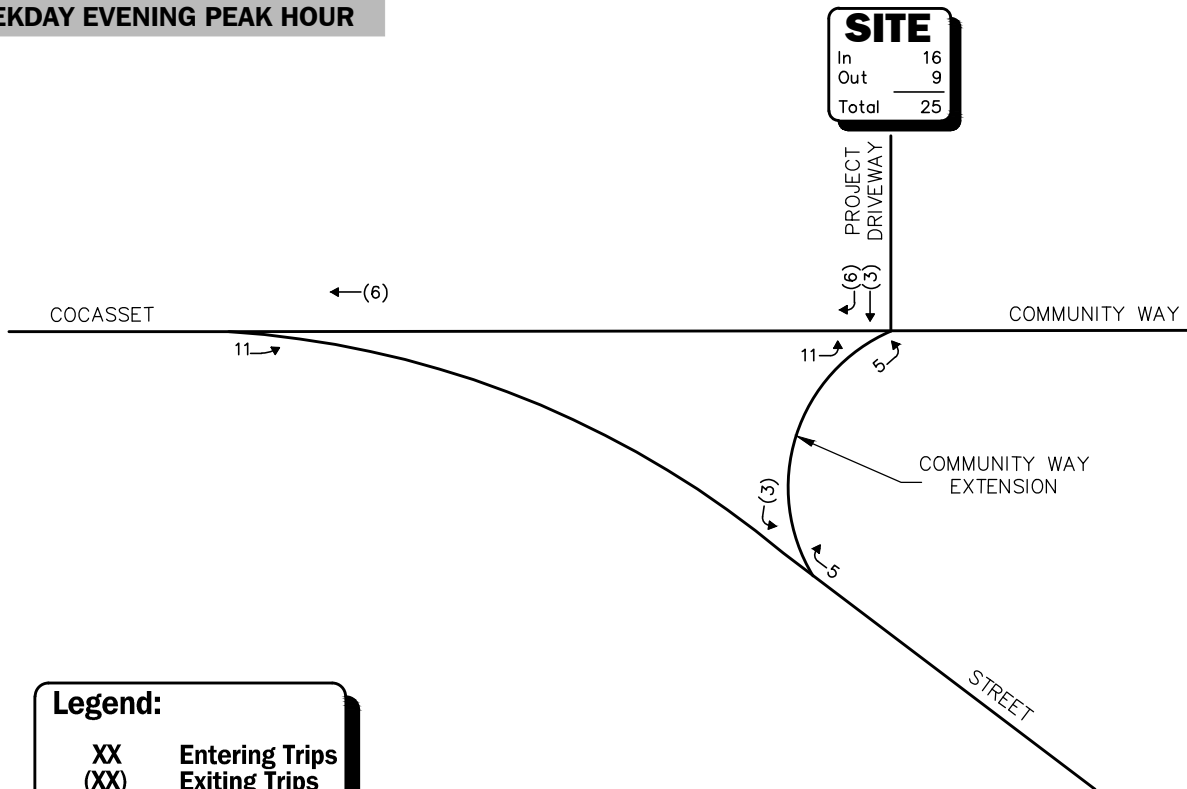 EKDAY EVENING PEAK HOUR
SITE
In 16
Out 9
Total 25
PROJECT
DRIVEWAY
(6)
(3)
(6)
COCASSET
COMMUNITY WAY
11
11
5
COMMUNITY WAY
EXTENSION
(3)
5
STREET
Legend:
XX Entering Trips
(XX) Exiting Trips